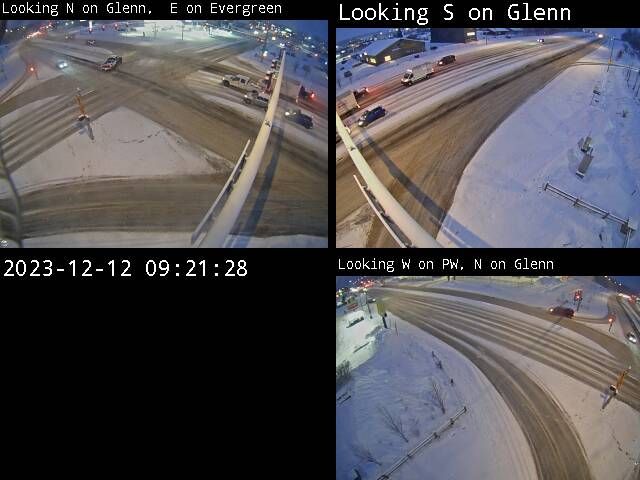 Looking N on Glenn, E on Evergreen
Looking S on Glenn
2023-12-12 09:21:28
Looking W on PW, N on Glenn